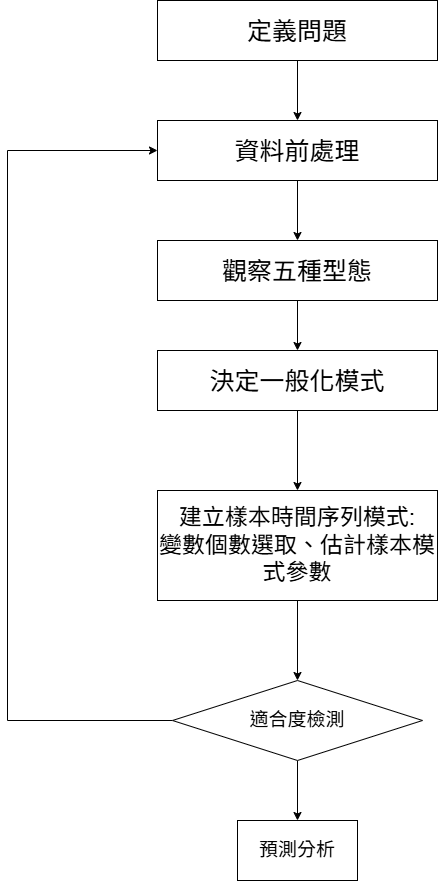 定義問題
資料前處理
觀察五種型態
決定一般化模式
建立樣本時間序列模式:
變數個數選取、估計樣本模
式參數
適合度檢測
預測分析